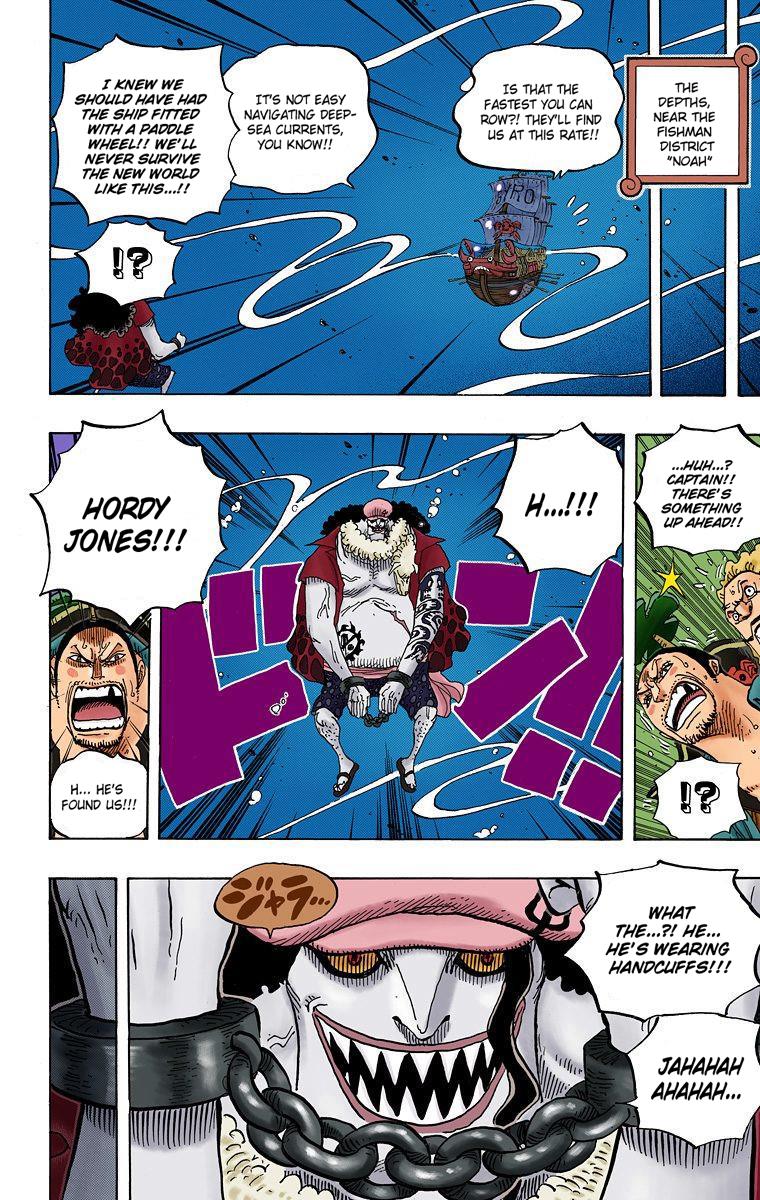 THE
DEPTHS,
NEAR THE
FISHMAN
DISTRICT
"NOAH"
IS THAT THE
FASTEST YOU CAN
ROW?! THEY'LL FIND
US AT THIS RATE!!
IT'S NOT EASY
NAVIGATING DEEP-
SEA CURRENTS,
YOU KNOW!!
I KNEW WE
SHOULD HAVE HAD
THE SHIP FITTED
WITH A PADDLE
WHEEL!! WE'LL
NEVER SURVIVE
THE NEW WORLD
LIKE THIS...!!
!?
GYRO
...HUH...?
CAPTAIN!!
THERE'S
SOMETHING
UP AHEAD!!
!?
H...!!!
ドン!!
HORDY
JONES!!!
H... HE'S
FOUND US!!!
WHAT
THE...?! HE...
HE'S WEARING
HANDCUFFS!!!
ジャラ...
JAHAHAH
AHAHAH...